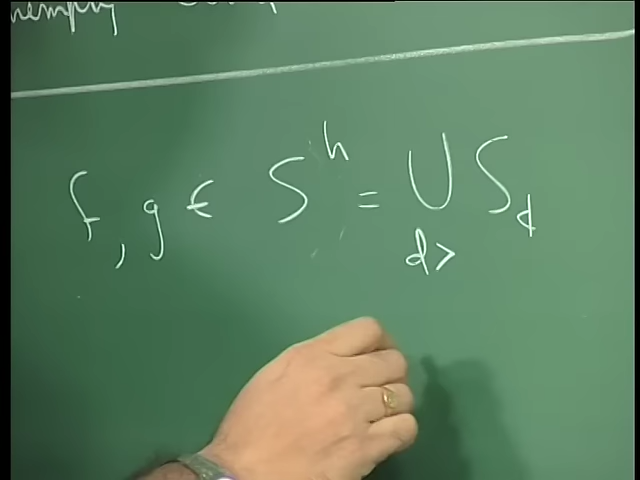 f, g ∈ S^h = ∪ S_d
d>